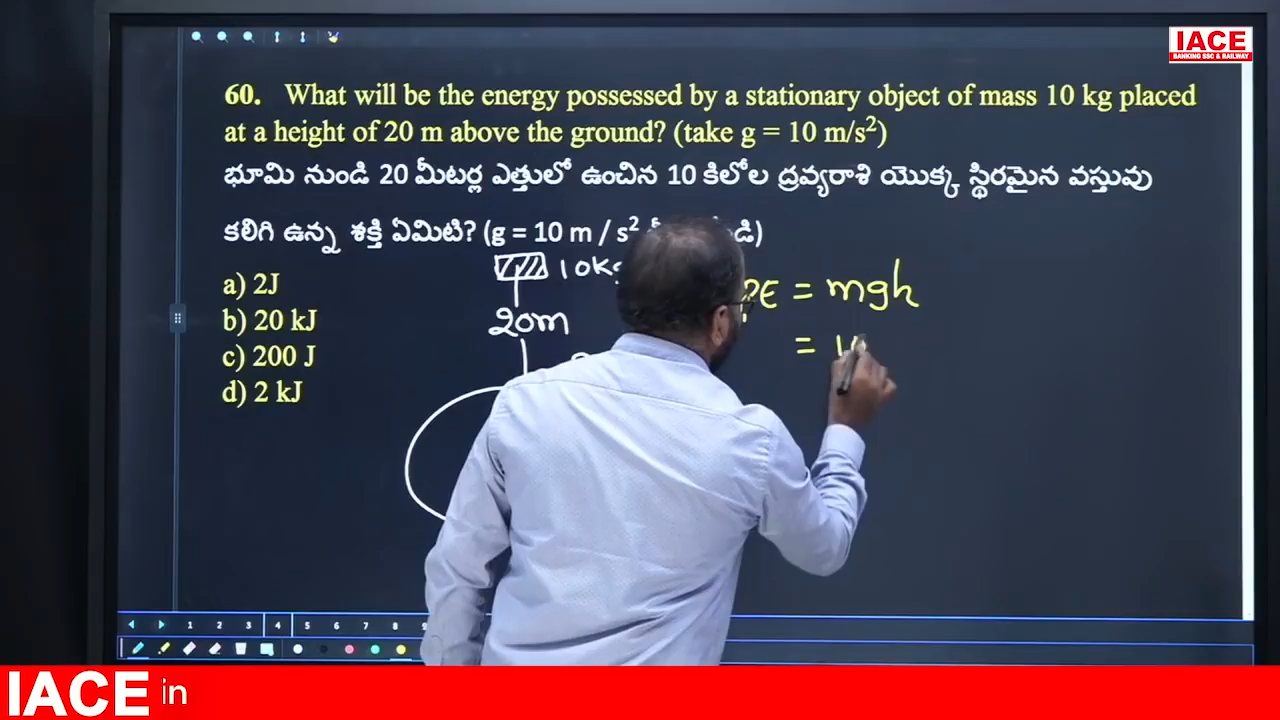 IACE
BANKING SSC & RAILWAY
60. What will be the energy possessed by a stationary object of mass 10 kg placed
at a height of 20 m above the ground? (take g = 10 m/s²)
భూమి నుండి 20 మీటర్ల ఎత్తులో ఉంచిన 10 కిలోల ద్రవ్యరాశి యొక్క స్థిరమైన వస్తువు
కలిగి ఉన్న శక్తి ఏమిటి? (g = 10 m / s²
a) 2J
b) 20 kJ
c) 200 J
d) 2 kJ
10Kg
20m
PE = mgh
=
1 2 3 4 5 6 7 8 9
IACE in